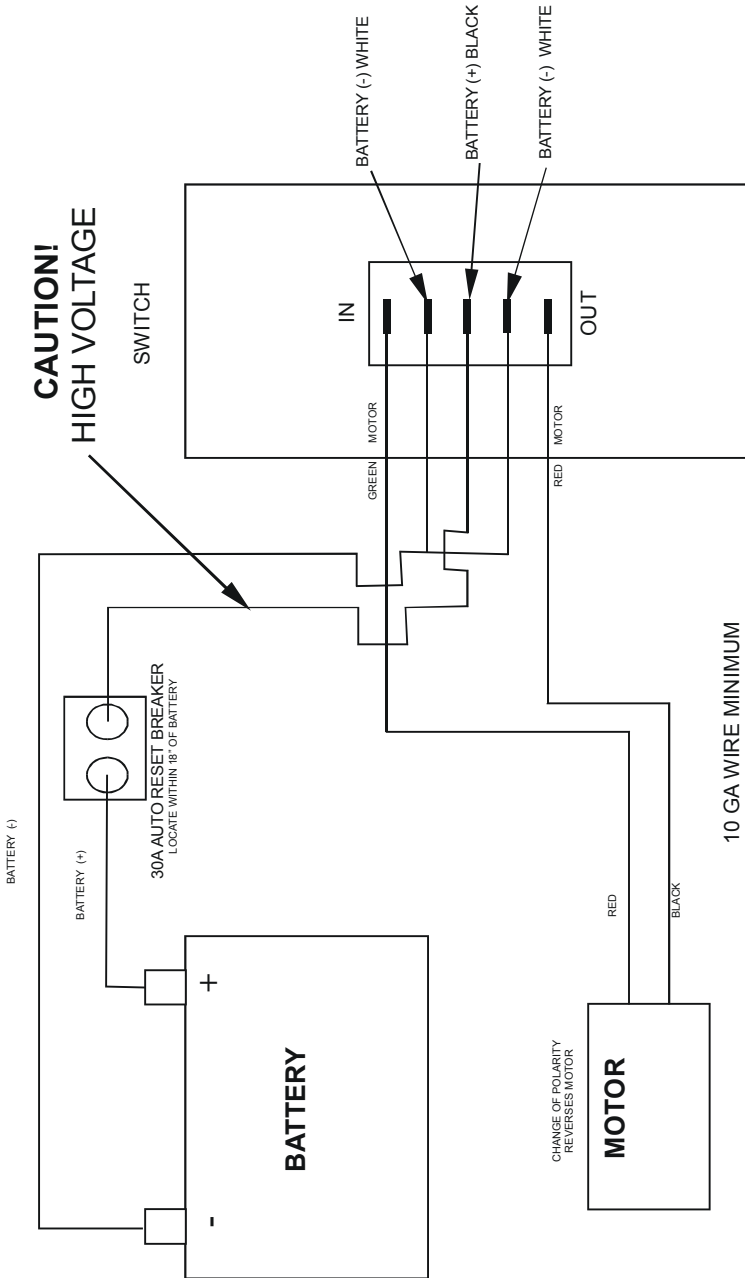 BATTERY (-)
CAUTION!
HIGH VOLTAGE
BATTERY (+)
SWITCH
30A AUTO RESET BREAKER
LOCATE WITHIN 18" OF BATTERY
- +
BATTERY
IN
BATTERY (-) WHITE
GREEN MOTOR
BATTERY (+) BLACK
BATTERY (-) WHITE
RED MOTOR
OUT
CHANGE OF POLARITY
REVERSES MOTOR
MOTOR
RED
BLACK
10 GA WIRE MINIMUM